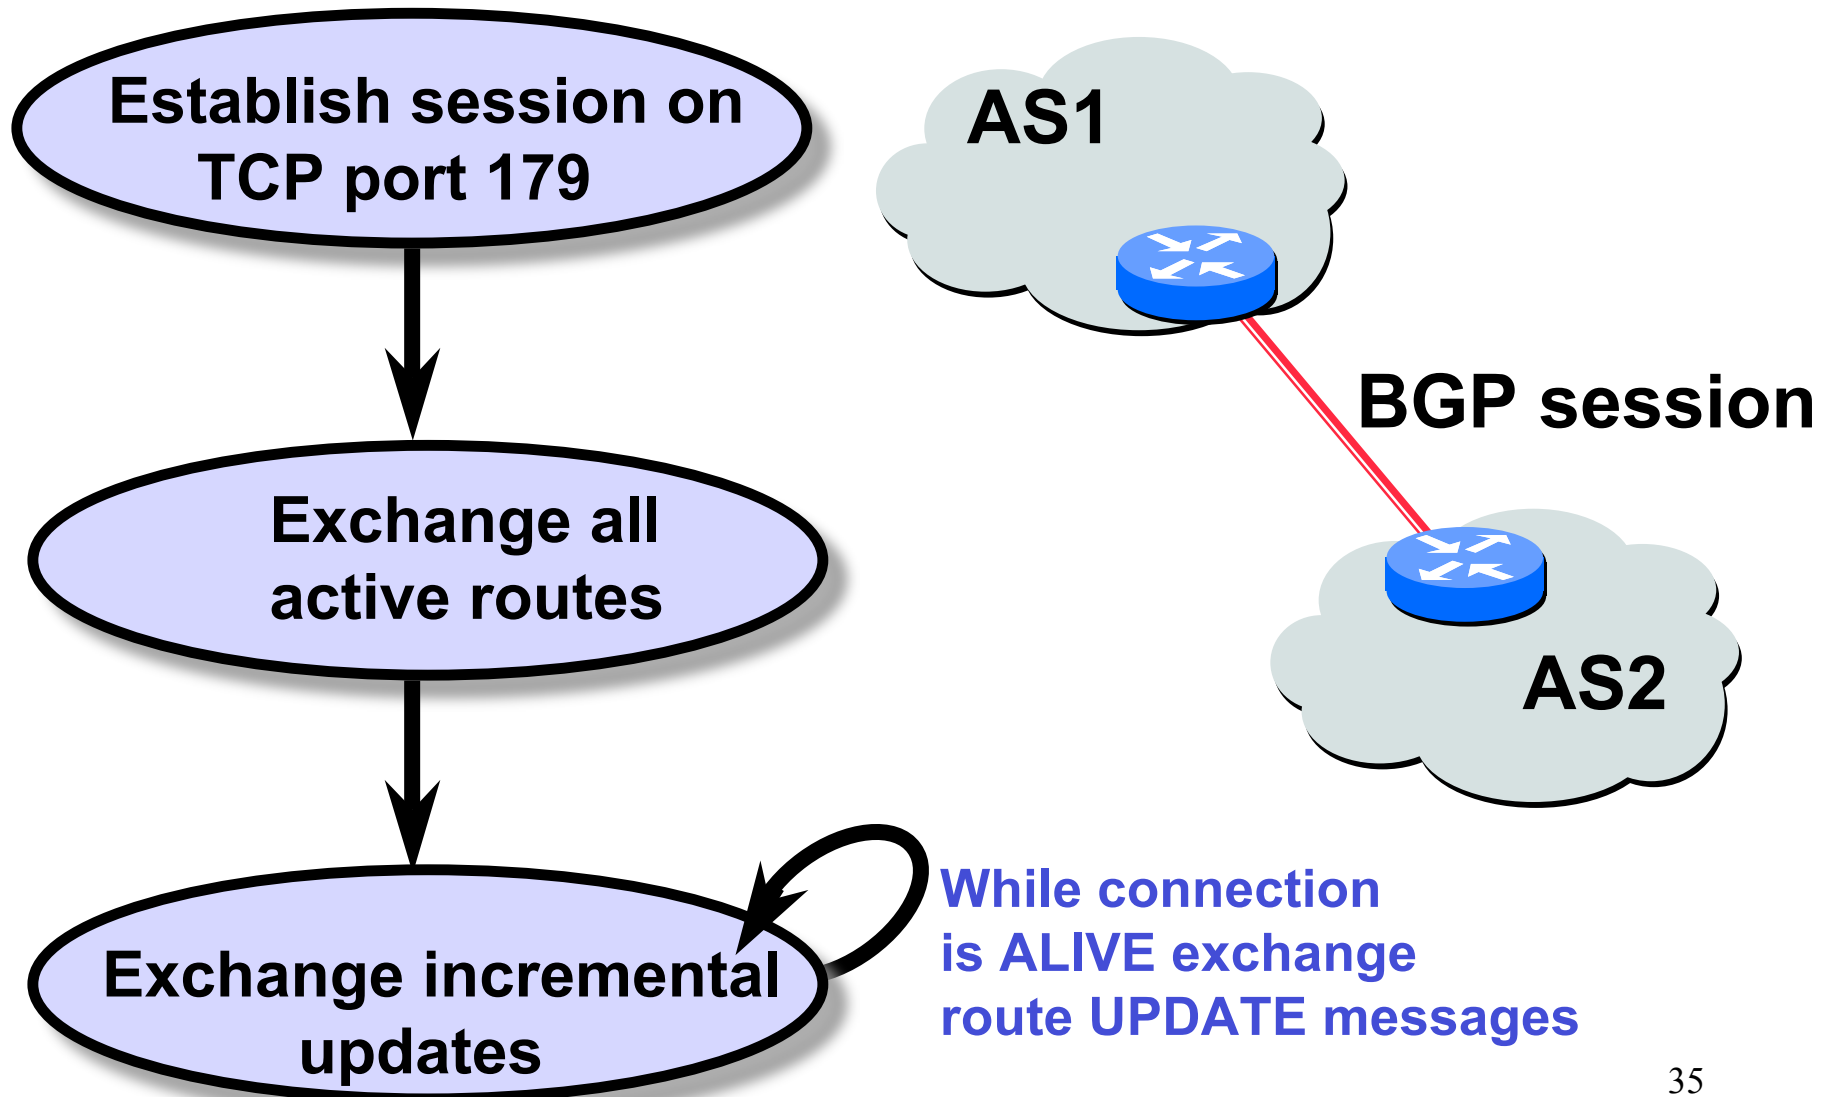 Establish session on
TCP port 179
Exchange all
active routes
Exchange incremental
updates
AS1
BGP session
AS2
While connection
is ALIVE exchange
route UPDATE messages
35